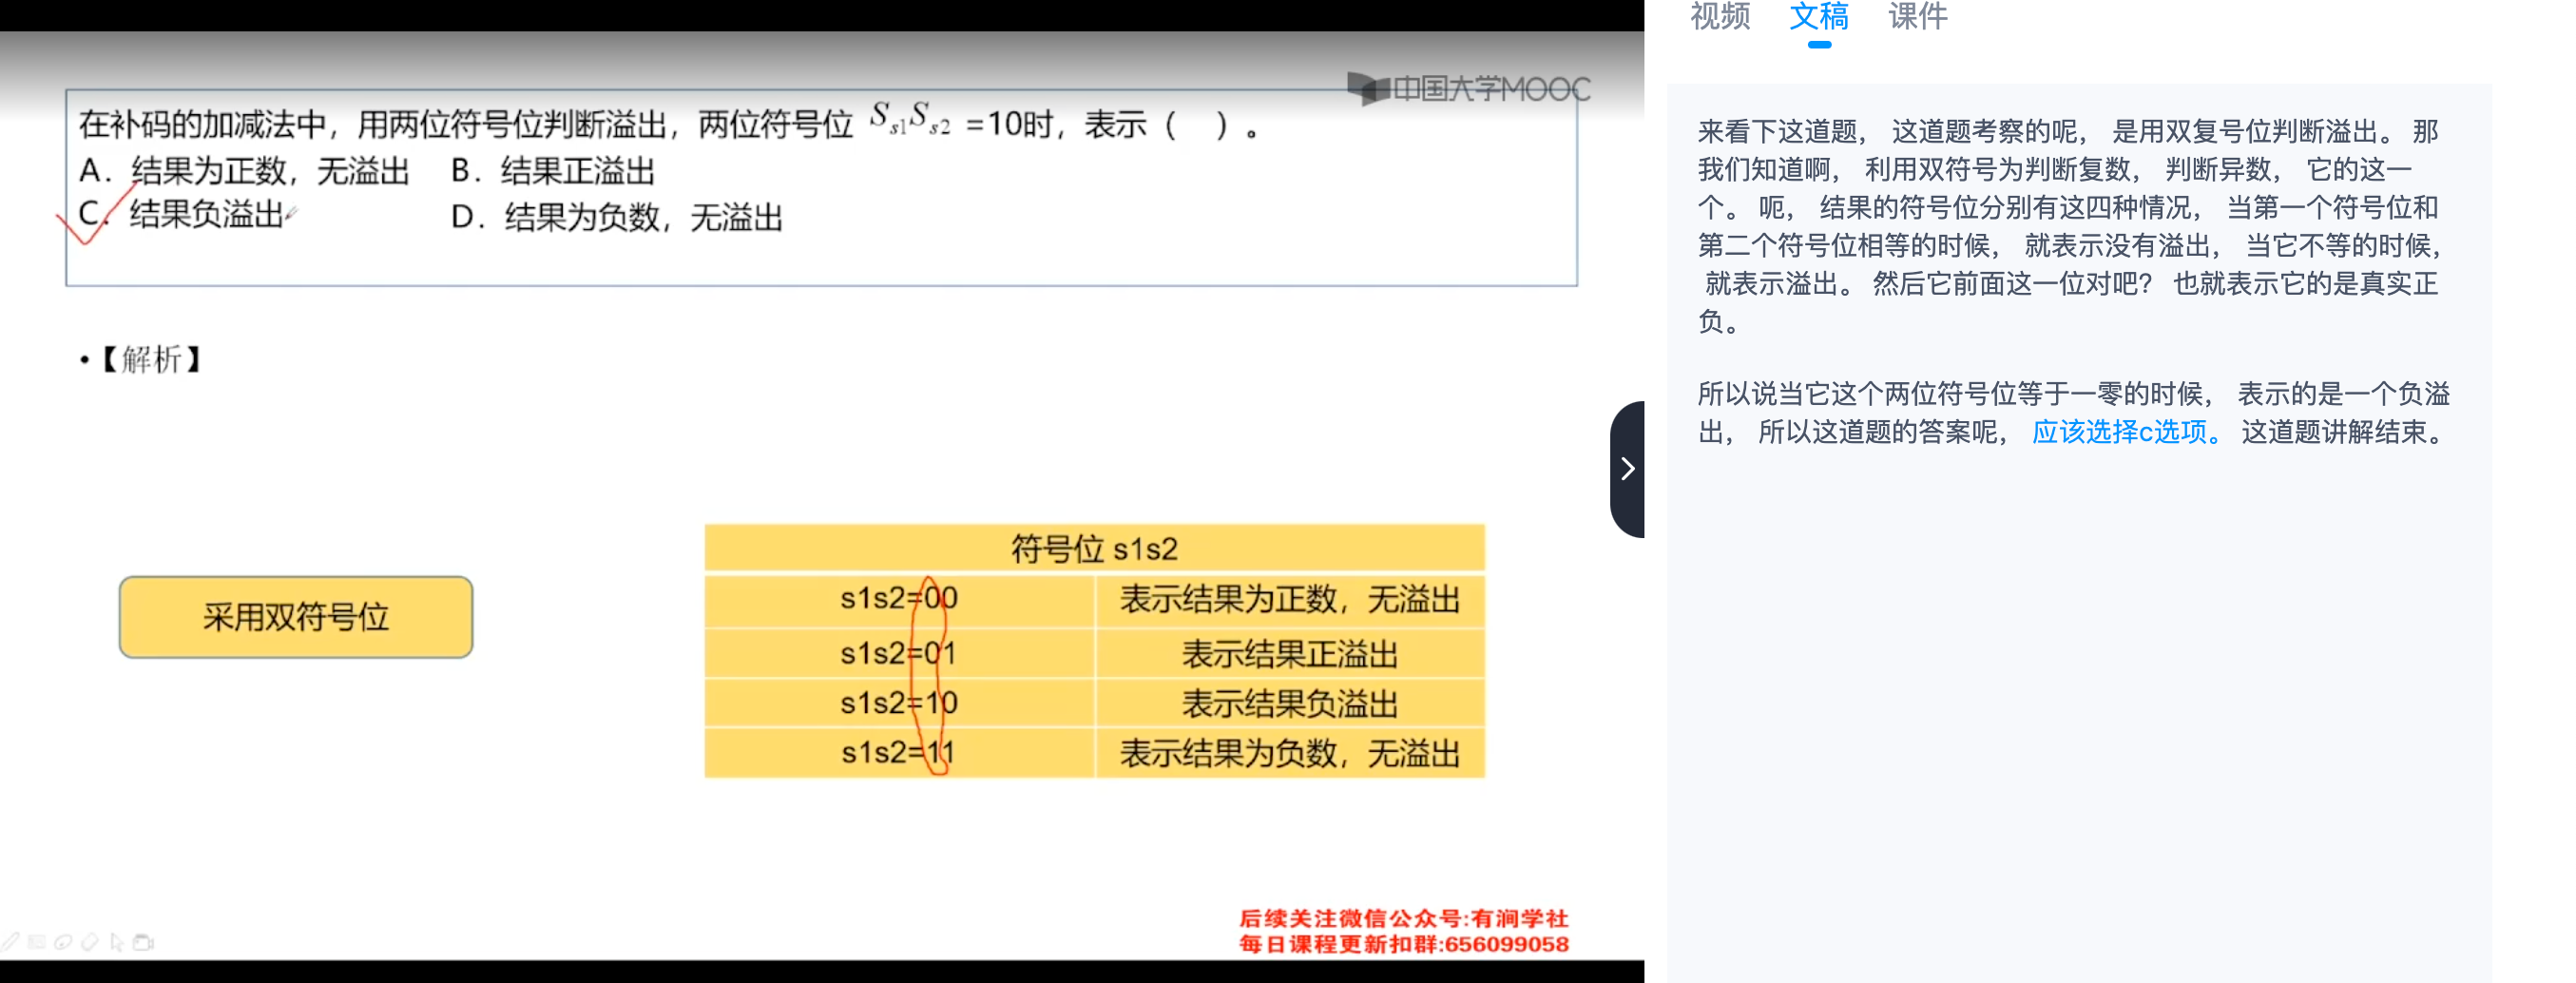 中国大学MOOC
在补码的加减法中，用两位符号位判断溢出，两位符号位 Ss1Ss2 =10时，表示（　）。
A．结果为正数，无溢出　B．结果正溢出
C．结果负溢出　D．结果为负数，无溢出
•【解析】
采用双符号位
符号位 s1s2
s1s2=00　表示结果为正数，无溢出
s1s2=01　表示结果正溢出
s1s2=10　表示结果负溢出
s1s2=11　表示结果为负数，无溢出
后续关注微信公众号:有润学社
每日课程更新扣群:656099058
视频　文稿　课件
来看下这道题， 这道题考察的呢， 是用双复号位判断溢出。 那
我们知道啊， 利用双符号为判断复数， 判断异数， 它的这一
个。 呃， 结果的符号位分别有这四种情况， 当第一个符号位和
第二个符号位相等的时候， 就表示没有溢出， 当它不等的时候，
就表示溢出。 然后它前面这一位对吧？ 也就表示它的是真实正
负。
所以说当它这个两位符号位等于一零的时候， 表示的是一个负溢
出， 所以这道题的答案呢， 应该选择c选项。 这道题讲解结束。